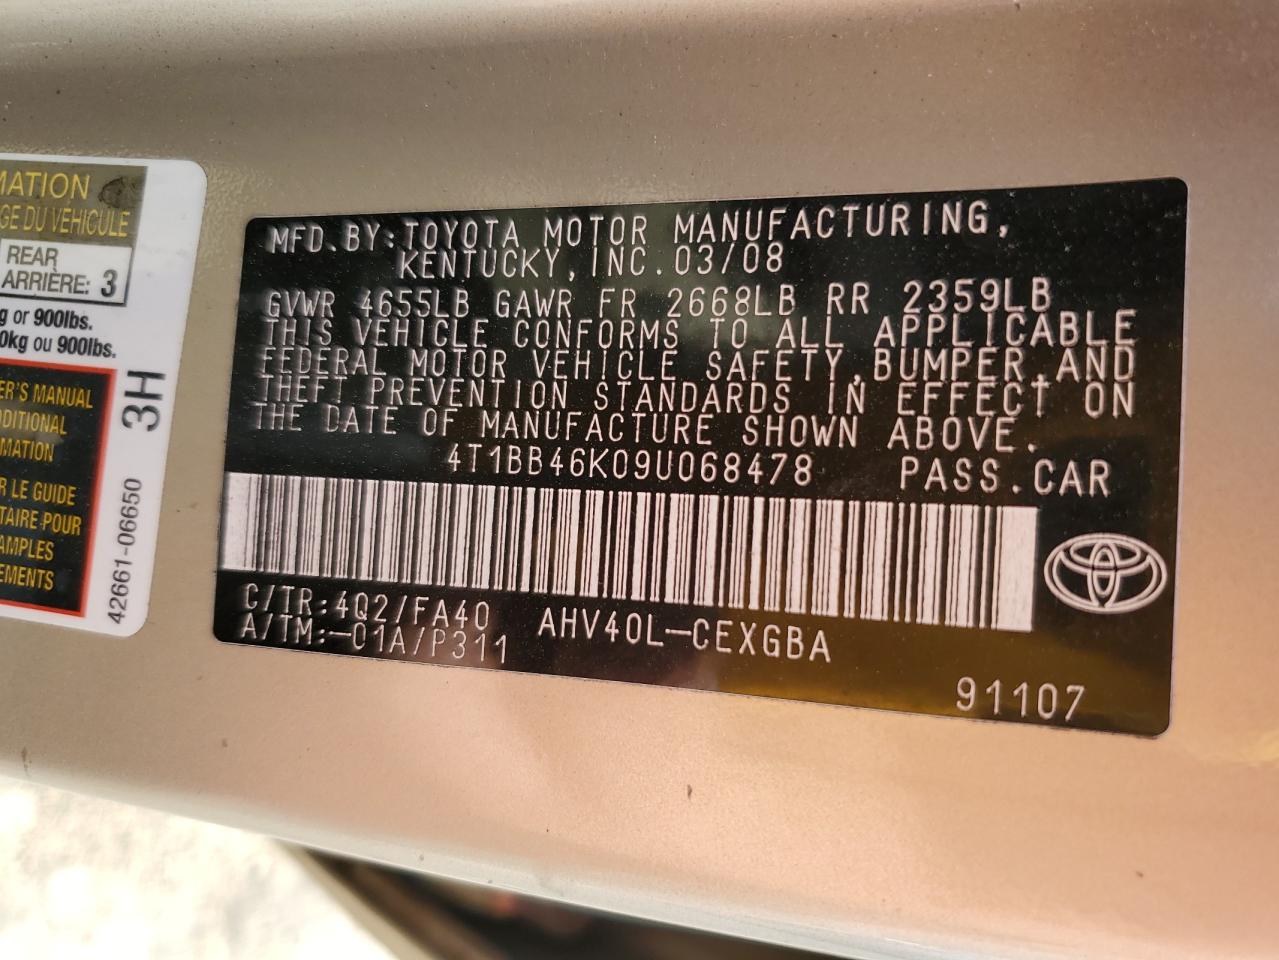 MATION
GE DU VÉHICULE
REAR
ARRIÈRE: 3
g or 900lbs.
0kg ou 900lbs.
ER'S MANUAL
DDITIONAL
MATION
R LE GUIDE
TAIRE POUR
AMPLES
EMENTS
3H
42661-06650
MFD.BY:TOYOTA MOTOR MANUFACTURING,
KENTUCKY,INC.03/08
GVWR 4655LB GAWR FR 2668LB RR 2359LB
THIS VEHICLE CONFORMS TO ALL APPLICABLE
FEDERAL MOTOR VEHICLE SAFETY,BUMPER,AND
THEFT PREVENTION STANDARDS IN EFFECT ON
THE DATE OF MANUFACTURE SHOWN ABOVE.
4T1BB46K09U068478 PASS.CAR
C/TR:4Q2/FA40
A/TM:-01A/P311
AHV40L-CEXGBA
91107